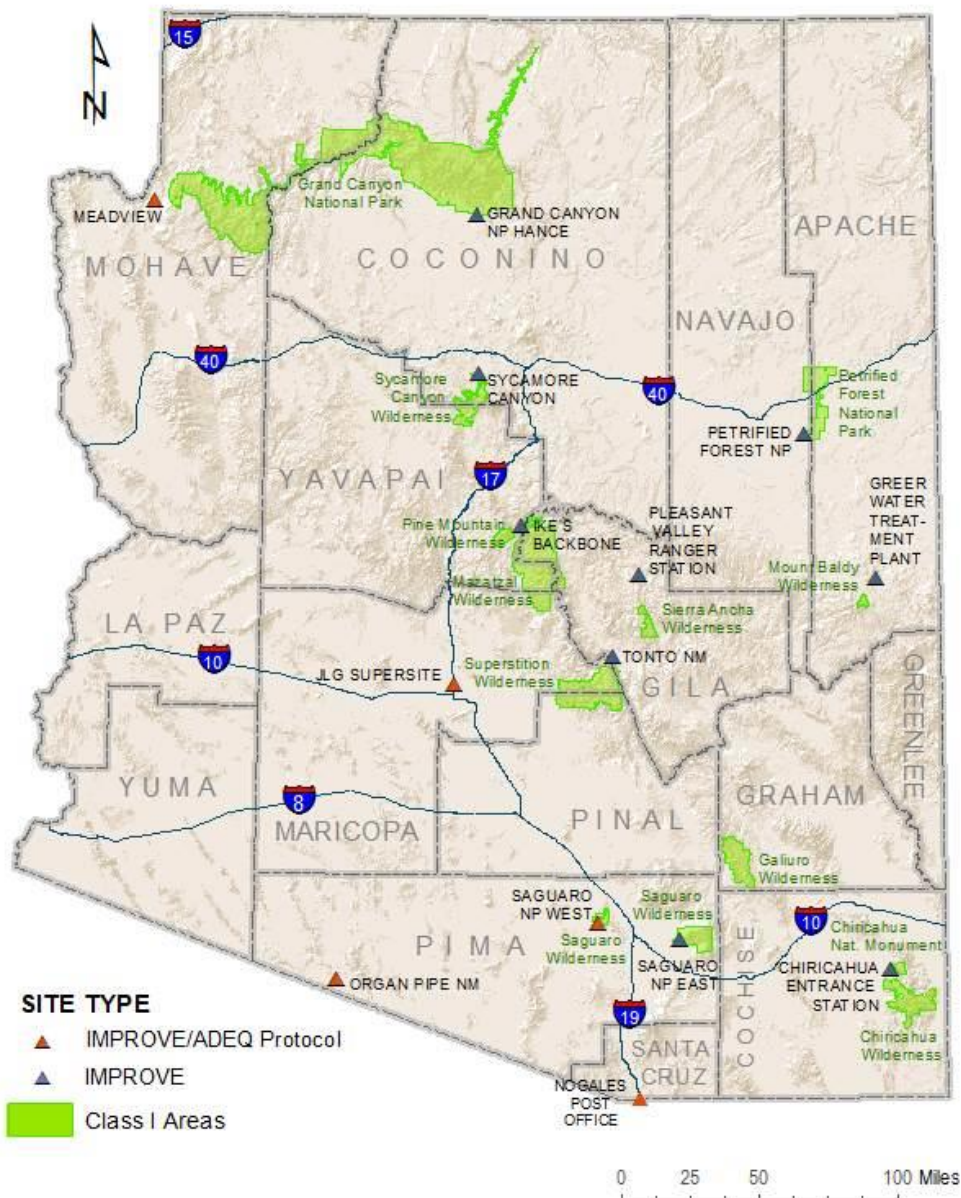 15
N
Grand Canyon
National Park
MEADVIEW
GRAND CANYON
NP HANCE
APACHE
MOHAVE
COCONINO
NAVAJO
40
Sycamore
Canyon
Wilderness
SYCAMORE
CANYON
40
Petrified
Forest
National
Park
PETRIFIED
FOREST NP
YAVAPAI
17
GREER
WATER
TREAT-
MENT
PLANT
PLEASANT
VALLEY
RANGER
STATION
Pine Mountain
Wilderness
IKE'S
BACKBONE
Mount Baldy
Wilderness
Mazatzal
Wilderness
Sierra Ancha
Wilderness
LA PAZ
10
JLG SUPERSITE
Superstition
Wilderness
TONTO NM
GILA
GREENLEE
YUMA
8
MARICOPA
PINAL
GRAHAM
Galiuro
Wilderness
SAGUARO
NP WEST
Saguaro
Wilderness
Saguaro
Wilderness
PIMA
SAGUARO
NP EAST
10
Chiricahua
Nat. Monument
CHIRICAHUA
ENTRANCE
STATION
COCHISE
Chiricahua
Wilderness
ORGAN PIPE NM
19
SANTA
CRUZ
NOGALES
POST
OFFICE
SITE TYPE
IMPROVE/ADEQ Protocol
IMPROVE
Class I Areas
0 25 50 100 Miles